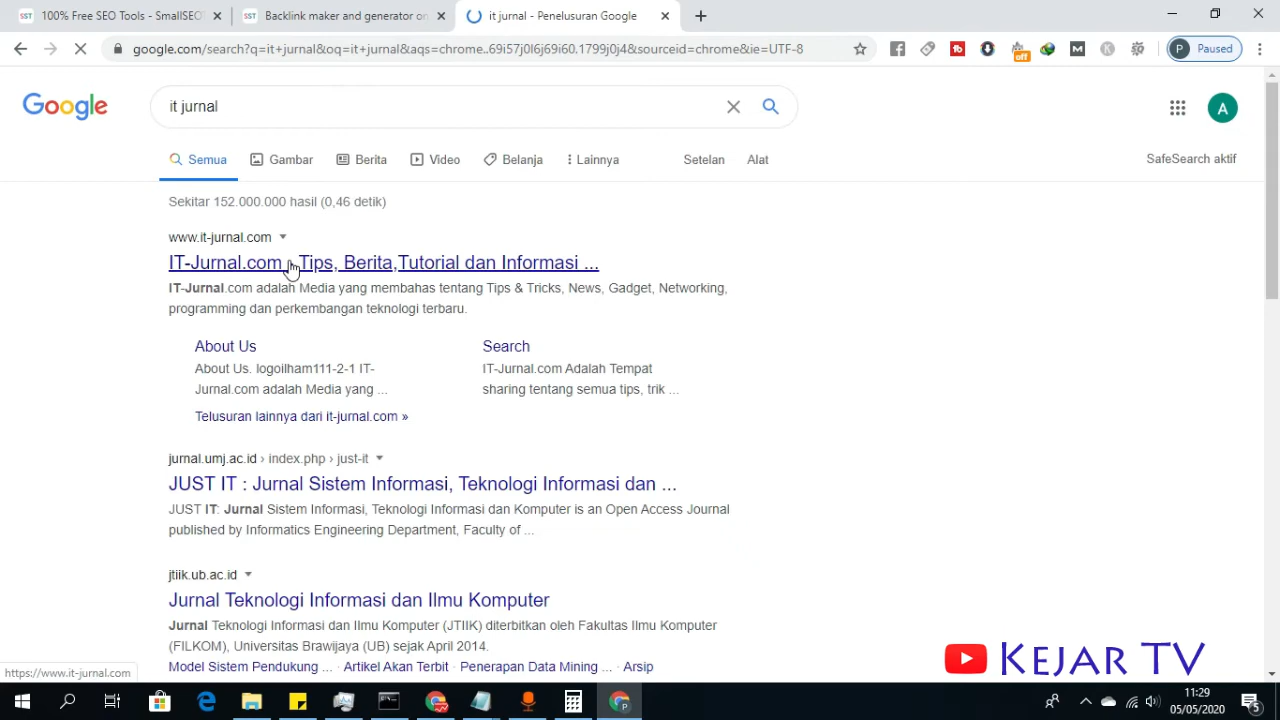 100% Free SEO Tools - SmallSEOT
Backlink maker and generator on
it jurnal - Penelusuran Google
google.com/search?q=it+jurnal&oq=it+jurnal&aqs=chrome..69i57j0l6j69i60.1799j0j4&sourceid=chrome&ie=UTF-8
off
P Paused
Google
it jurnal
A
Semua Gambar Berita Video Belanja Lainnya Setelan Alat
SafeSearch aktif
Sekitar 152.000.000 hasil (0,46 detik)
www.it-jurnal.com
IT-Jurnal.com - Tips, Berita,Tutorial dan Informasi ...
IT-Jurnal.com adalah Media yang membahas tentang Tips & Tricks, News, Gadget, Networking,
programming dan perkembangan teknologi terbaru.
About Us
About Us. logoilham111-2-1 IT-
Jurnal.com adalah Media yang ...
Search
IT-Jurnal.com Adalah Tempat
sharing tentang semua tips, trik ...
Telusuran lainnya dari it-jurnal.com »
jurnal.umj.ac.id › index.php › just-it
JUST IT : Jurnal Sistem Informasi, Teknologi Informasi dan ...
JUST IT: Jurnal Sistem Informasi, Teknologi Informasi dan Komputer is an Open Access Journal
published by Informatics Engineering Department, Faculty of ...
jtiik.ub.ac.id
Jurnal Teknologi Informasi dan Ilmu Komputer
Jurnal Teknologi Informasi dan Ilmu Komputer (JTIIK) diterbitkan oleh Fakultas Ilmu Komputer
(FILKOM), Universitas Brawijaya (UB) sejak April 2014.
Model Sistem Pendukung ... · Artikel Akan Terbit · Penerapan Data Mining ... · Arsip
KEJAR TV
https://www.it-jurnal.com
11:29
05/05/2020
5